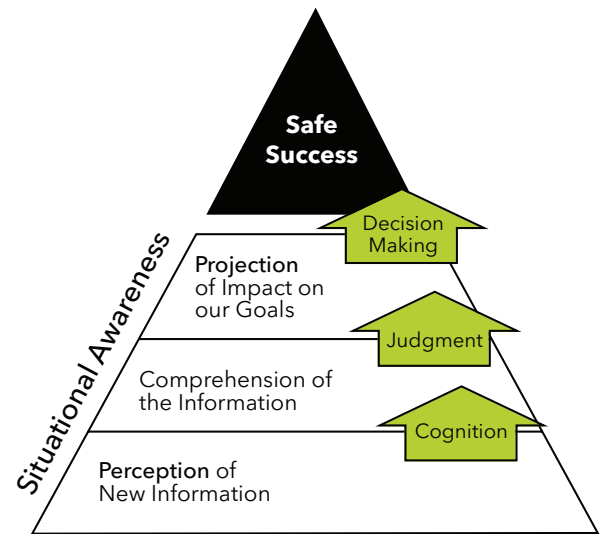 Safe
Success
Decision
Making
Situational Awareness
Projection
of Impact on
our Goals
Judgment
Comprehension of
the Information
Cognition
Perception of
New Information